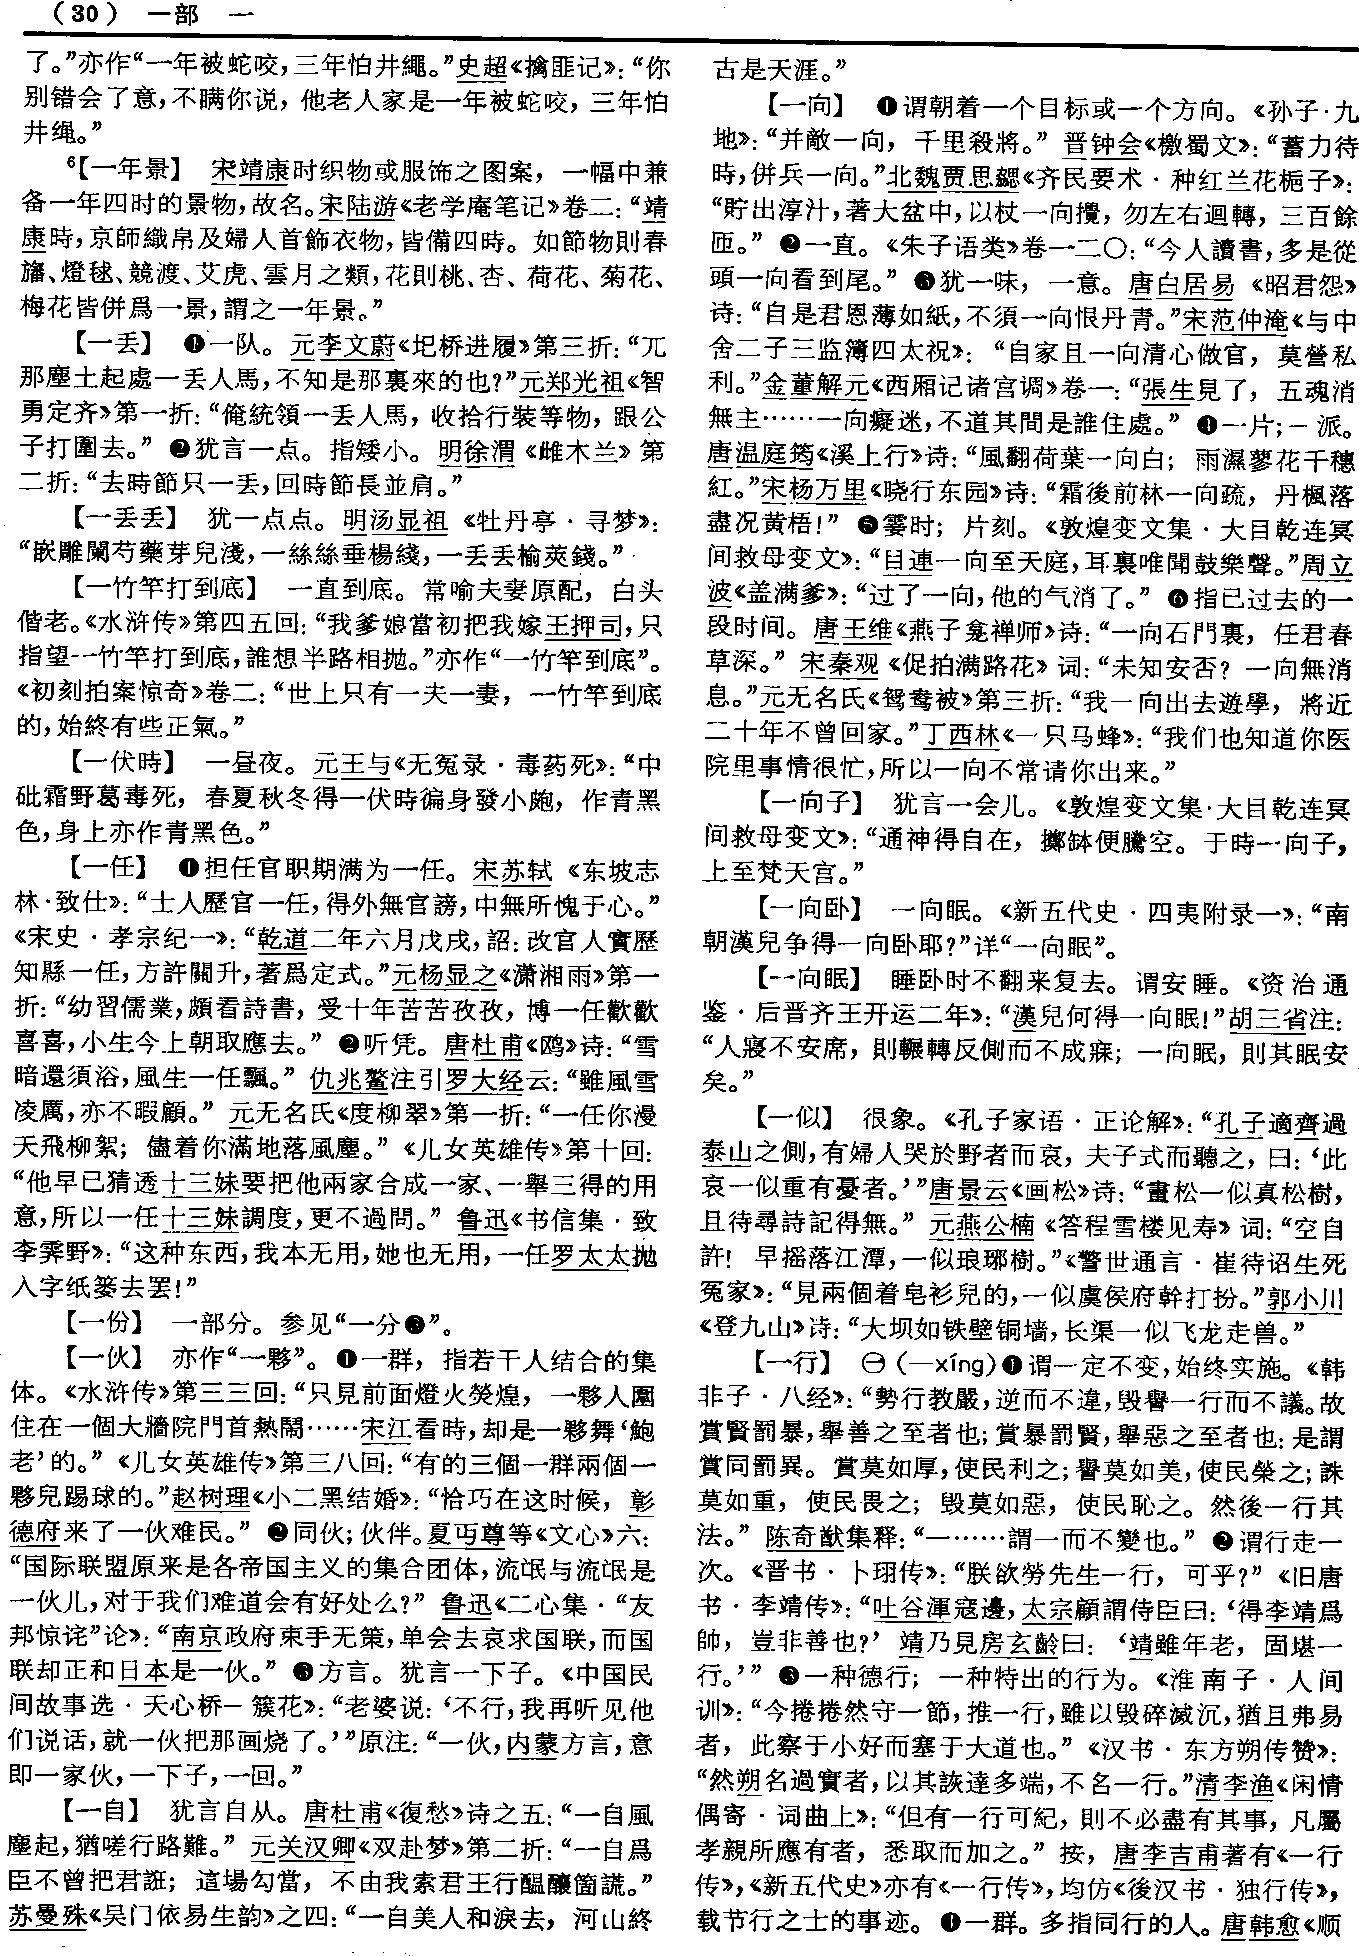 （30） 一部 一
了。”亦作“一年被蛇咬，三年怕井繩。”史超《擒匪记》：“你
别错会了意，不瞒你说，他老人家是一年被蛇咬，三年怕
井绳。”
6【一年景】 宋靖康时织物或服饰之图案，一幅中兼
备一年四时的景物，故名。宋陆游《老学庵笔记》卷二：“靖
康時，京師織帛及婦人首飾衣物，皆備四時。如節物則春
旛、燈毬、競渡、艾虎、雲月之類，花則桃、杏、荷花、菊花、
梅花皆併爲一景，謂之一年景。”
【一丢】 ❶一队。元李文蔚《圯桥进履》第三折：“兀
那塵土起處一丢人馬，不知是那裏來的也？”元郑光祖《智
勇定齐》第一折：“俺統領一丢人馬，收拾行裝等物，跟公
子打圍去。” ❷犹言一点。指矮小。明徐渭《雌木兰》第
二折：“去時節只一丢，回時節長並肩。”
【一丢丢】 犹一点点。明汤显祖《牡丹亭·寻梦》：
“嵌雕闌芍藥芽兒淺，一絲絲垂楊綫，一丢丢榆莢錢。”
【一竹竿打到底】 一直到底。常喻夫妻原配，白头
偕老。《水浒传》第四五回：“我爹娘當初把我嫁王押司，只
指望一竹竿打到底，誰想半路相抛。”亦作“一竹竿到底”。
《初刻拍案惊奇》卷二：“世上只有一夫一妻，一竹竿到底
的，始終有些正氣。”
【一伏時】 一昼夜。元王与《无冤录·毒药死》：“中
砒霜野葛毒死，春夏秋冬得一伏時徧身發小皰，作青黑
色，身上亦作青黑色。”
【一任】 ❶担任官职期满为一任。宋苏轼《东坡志
林·致仕》：“士人歷官一任，得外無官謗，中無所愧于心。”
《宋史·孝宗纪一》：“乾道二年六月戊戌，詔：改官人實歷
知縣一任，方許關升，著爲定式。”元杨显之《潇湘雨》第一
折：“幼習儒業，頗看詩書，受十年苦苦孜孜，博一任歡歡
喜喜，小生今上朝取應去。” ❷听凭。唐杜甫《鸥》诗：“雪
暗還須浴，風生一任飄。” 仇兆鳌注引罗大经云：“雖風雪
凌厲，亦不暇顧。” 元无名氏《度柳翠》第一折：“一任你漫
天飛柳絮；儘着你滿地落風塵。” 《儿女英雄传》第十回：
“他早已猜透十三妹要把他兩家合成一家、一舉三得的用
意，所以一任十三妹調度，更不過問。” 鲁迅《书信集·致
李霁野》：“这种东西，我本无用，她也无用，一任罗太太抛
入字纸篓去罢！”
【一份】 一部分。参见“一分❸”。
【一伙】 亦作“一夥”。❶一群，指若干人结合的集
体。《水浒传》第三三回：“只見前面燈火熒煌，一夥人圍
住在一個大牆院門首熱鬧……宋江看時，却是一夥舞‘鮑
老’的。” 《儿女英雄传》第三八回：“有的三個一群兩個一
夥兒踢球的。”赵树理《小二黑结婚》：“恰巧在这时候，彰
德府来了一伙难民。” ❷同伙；伙伴。夏丏尊等《文心》六：
“国际联盟原来是各帝国主义的集合团体，流氓与流氓是
一伙儿，对于我们难道会有好处么？” 鲁迅《二心集·“友
邦惊诧”论》：“南京政府束手无策，单会去哀求国联，而国
联却正和日本是一伙。” ❸方言。犹言一下子。《中国民
间故事选·天心桥一簇花》：“老婆说：‘不行，我再听见他
们说话，就一伙把那画烧了。’”原注：“一伙，内蒙方言，意
即一家伙，一下子，一回。”
【一自】 犹言自从。唐杜甫《復愁》诗之五：“一自風
塵起，猶嗟行路難。” 元关汉卿《双赴梦》第二折：“一自爲
臣不曾把君誑；這場勾當，不由我索君王行醖釀箇謊。”
苏曼殊《吴门依易生韵》之四：“一自美人和淚去，河山終
古是天涯。”
【一向】 ❶谓朝着一个目标或一个方向。《孙子·九
地》：“并敵一向，千里殺將。” 晋钟会《檄蜀文》：“蓄力待
時，併兵一向。”北魏贾思勰《齐民要术·种红兰花栀子》：
“貯出淳汁，著大盆中，以杖一向攪，勿左右迴轉，三百餘
匝。” ❷一直。《朱子语类》卷一二〇：“今人讀書，多是從
頭一向看到尾。” ❸犹一味，一意。唐白居易《昭君怨》
诗：“自是君恩薄如紙，不須一向恨丹青。”宋范仲淹《与中
舍二子三监簿四太祝》：“自家且一向清心做官，莫營私
利。”金董解元《西厢记诸宫调》卷一：“張生見了，五魂消
無主……一向癡迷，不道其間是誰住處。” ❹一片；一派。
唐温庭筠《溪上行》诗：“風翻荷葉一向白；雨濕蓼花千穗
紅。”宋杨万里《晓行东园》诗：“霜後前林一向疏，丹楓落
盡况黄梧！” ❺霎时；片刻。《敦煌变文集·大目乾连冥
间救母变文》：“目連一向至天庭，耳裏唯聞鼓樂聲。”周立
波《盖满爹》：“过了一向，他的气消了。” ❻指已过去的一
段时间。唐王维《燕子龛禅师》诗：“一向石門裏，任君春
草深。” 宋秦观《促拍满路花》词：“未知安否？一向無消
息。”元无名氏《鸳鸯被》第三折：“我一向出去遊學，將近
二十年不曾回家。”丁西林《一只马蜂》：“我们也知道你医
院里事情很忙，所以一向不常请你出来。”
【一向子】 犹言一会儿。《敦煌变文集·大目乾连冥
间救母变文》：“通神得自在，擲缽便騰空。于時一向子，
上至梵天宫。”
【一向卧】 一向眠。《新五代史·四夷附录一》：“南
朝漢兒争得一向卧耶？”详“一向眠”。
【一向眠】 睡卧时不翻来复去。谓安睡。《资治通
鉴·后晋齐王开运二年》：“漢兒何得一向眠！”胡三省注：
“人寢不安席，則輾轉反側而不成寐；一向眠，則其眠安
矣。”
【一似】 很象。《孔子家语·正论解》：“孔子適齊過
泰山之側，有婦人哭於野者而哀，夫子式而聽之，曰：‘此
哀一似重有憂者。’”唐景云《画松》诗：“畫松一似真松樹，
且待尋詩記得無。” 元燕公楠《答程雪楼见寿》词：“空自
許！早摇落江潭，一似琅琊樹。”《警世通言·崔待诏生死
冤家》：“見兩個着皂衫兒的，一似虞侯府幹打扮。”郭小川
《登九山》诗：“大坝如铁壁铜墙，长渠一似飞龙走兽。”
【一行】 ㊀（—xíng）❶谓一定不变，始终实施。《韩
非子·八经》：“勢行教嚴，逆而不違，毁譽一行而不議。故
賞賢罰暴，舉善之至者也；賞暴罰賢，舉惡之至者也：是謂
賞同罰異。賞莫如厚，使民利之；譽莫如美，使民榮之；誅
莫如重，使民畏之；毁莫如惡，使民恥之。然後一行其
法。” 陈奇猷集释：“一……謂一而不變也。” ❷谓行走一
次。《晋书·卜珝传》：“朕欲勞先生一行，可乎？” 《旧唐
书·李靖传》：“吐谷渾寇邊，太宗顧謂侍臣曰：‘得李靖爲
帥，豈非善也？’靖乃見房玄齡曰：‘靖雖年老，固堪一
行。’” ❸一种德行；一种特出的行为。《淮南子·人间
训》：“今捲捲然守一節，推一行，雖以毁碎滅沉，猶且弗易
者，此察于小好而塞于大道也。” 《汉书·东方朔传赞》：
“然朔名過實者，以其詼達多端，不名一行。”清李渔《闲情
偶寄·词曲上》：“但有一行可紀，則不必盡有其事，凡屬
孝親所應有者，悉取而加之。” 按，唐李吉甫著有《一行
传》，《新五代史》亦有《一行传》，均仿《後汉书·独行传》，
载节行之士的事迹。 ❹一群。多指同行的人。唐韩愈《顺